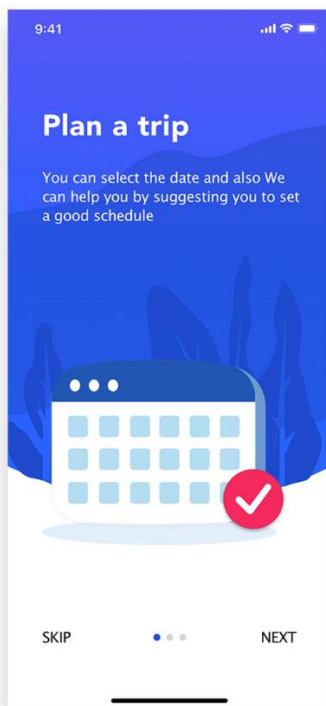 9:41
Plan a trip
You can select the date and also We
can help you by suggesting you to set
a good schedule
SKIP
NEXT